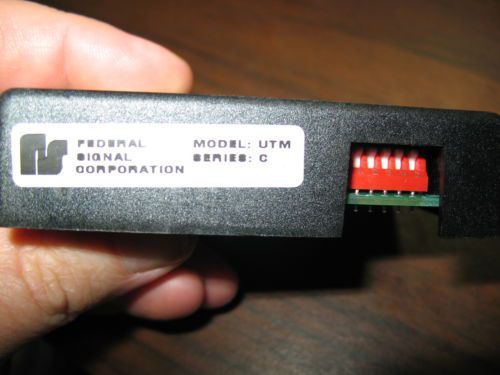 FEDERAL
SIGNAL
CORPORATION
MODEL: UTM
SERIES: C